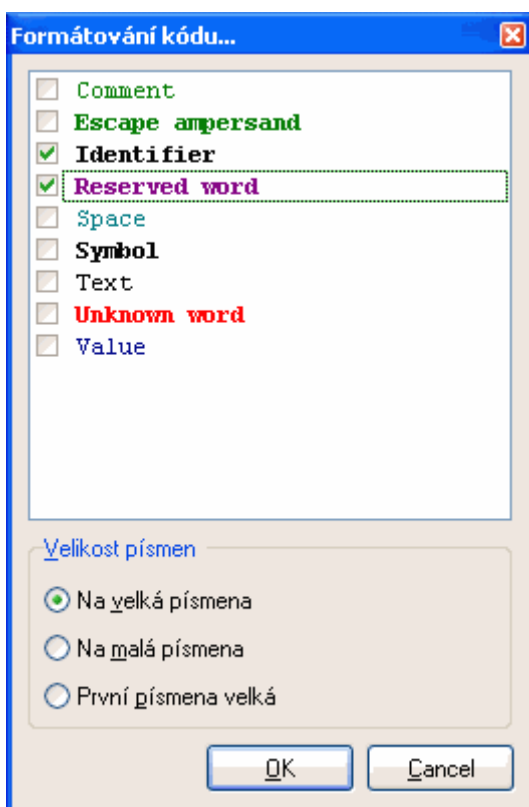 Formátování kódu...
Comment
Escape ampersand
Identifier
Reserved word
Space
Symbol
Text
Unknown word
Value
Velikost písmen
Na velká písmena
Na malá písmena
První písmena velká
OK
Cancel